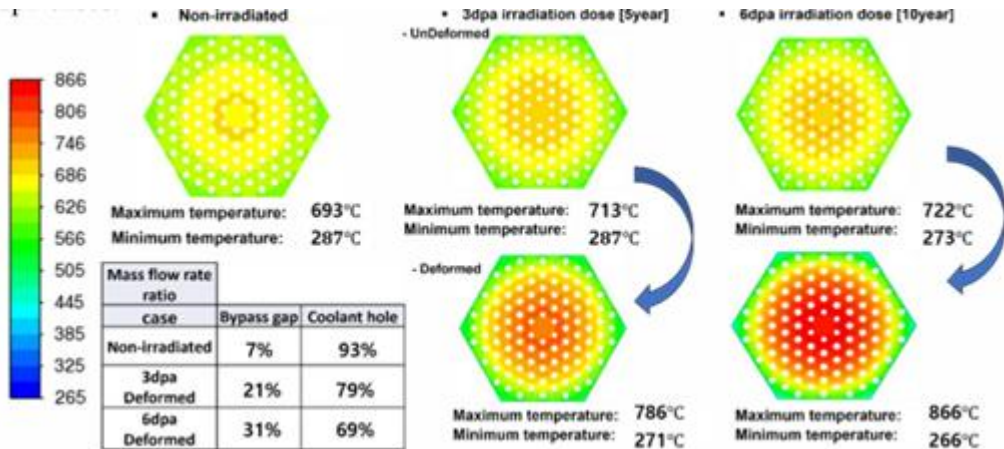 ▪ Non-irradiated
▪ 3dpa irradiation dose [5year]
▪ 6dpa irradiation dose [10year]
- UnDeformed
866
806
746
686
626
566
505
445
385
325
265
Maximum temperature: 693°C
Minimum temperature: 287°C
Maximum temperature: 713°C
Minimum temperature: 287°C
Maximum temperature: 722°C
Minimum temperature: 273°C
Mass flow rate
ratio
case Bypass gap Coolant hole
Non-irradiated 7% 93%
3dpa
Deformed 21% 79%
6dpa
Deformed 31% 69%
- Deformed
Maximum temperature: 786°C
Minimum temperature: 271°C
Maximum temperature: 866°C
Minimum temperature: 266°C